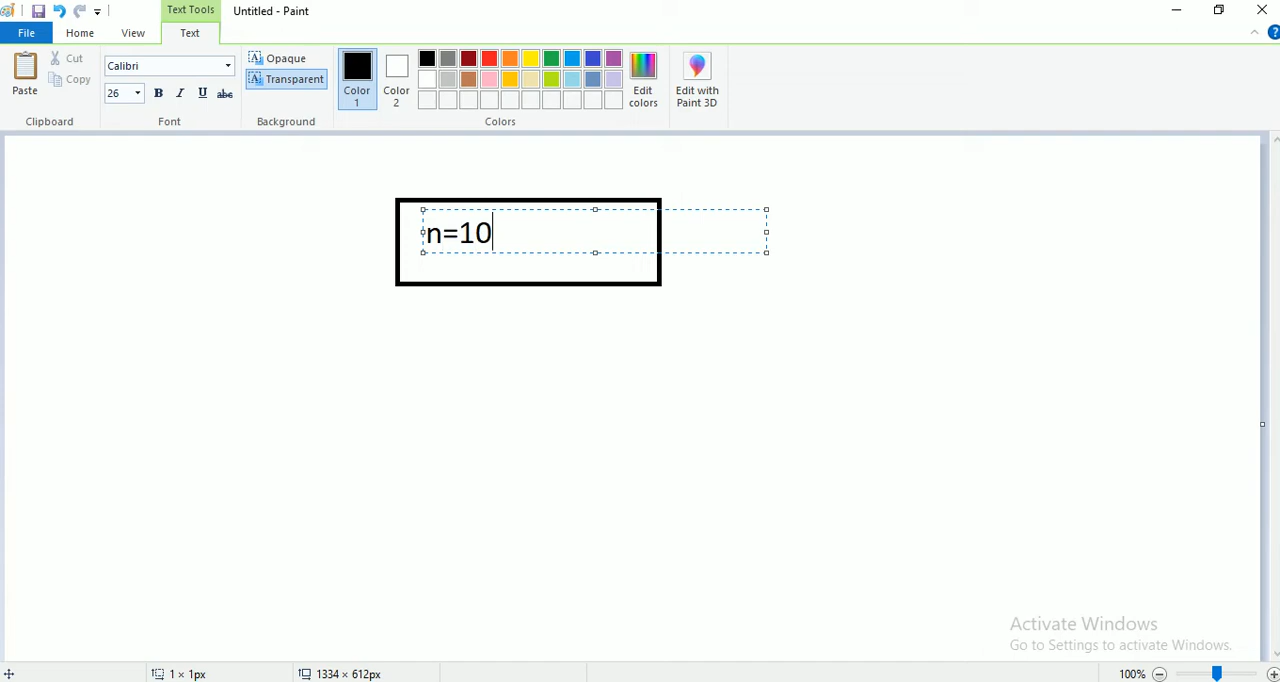 Text Tools Untitled - Paint
File Home View Text
Paste Cut Copy Clipboard
Calibri 26 B I U abc Font
Opaque Transparent Background
Color 1 Color 2 Edit colors Colors
Edit with Paint 3D
n=10
Activate Windows
Go to Settings to activate Windows.
1 × 1px 1334 × 612px 100%